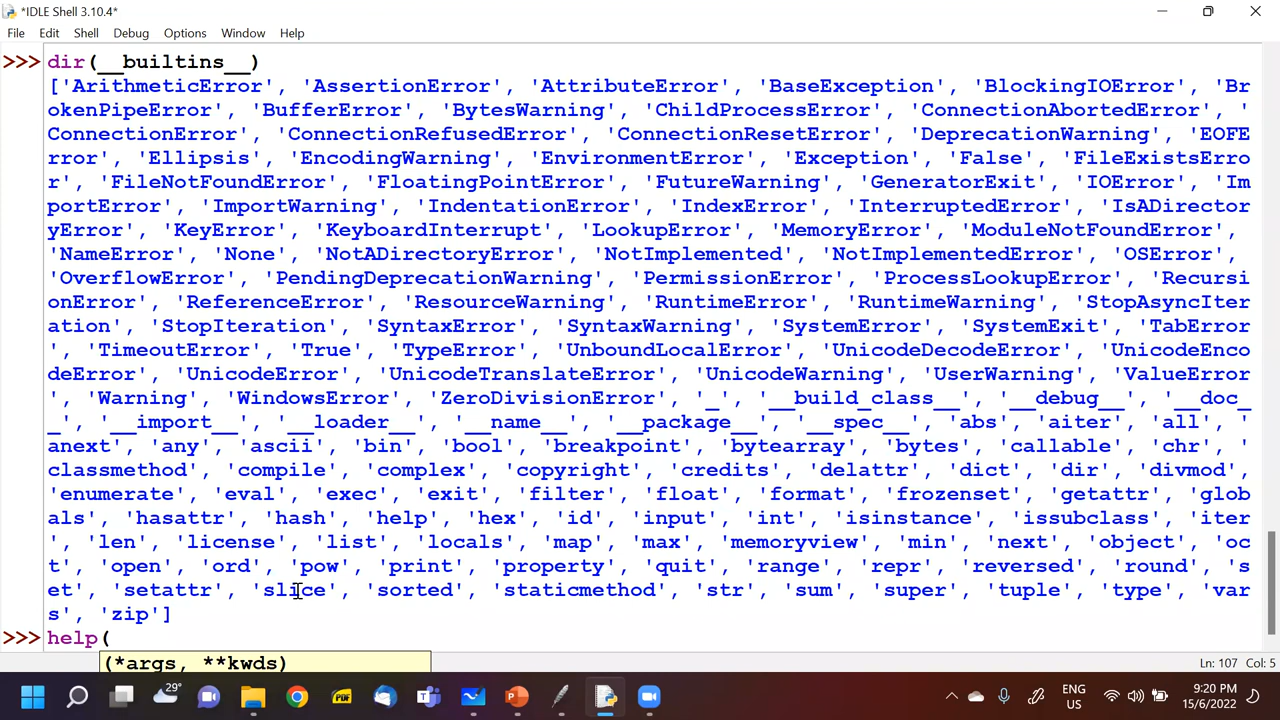 *IDLE Shell 3.10.4*
File Edit Shell Debug Options Window Help
>>> dir(__builtins__)
['ArithmeticError', 'AssertionError', 'AttributeError', 'BaseException', 'BlockingIOError', 'Br
okenPipeError', 'BufferError', 'BytesWarning', 'ChildProcessError', 'ConnectionAbortedError', '
ConnectionError', 'ConnectionRefusedError', 'ConnectionResetError', 'DeprecationWarning', 'EOFE
rror', 'Ellipsis', 'EncodingWarning', 'EnvironmentError', 'Exception', 'False', 'FileExistsErro
r', 'FileNotFoundError', 'FloatingPointError', 'FutureWarning', 'GeneratorExit', 'IOError', 'Im
portError', 'ImportWarning', 'IndentationError', 'IndexError', 'InterruptedError', 'IsADirector
yError', 'KeyError', 'KeyboardInterrupt', 'LookupError', 'MemoryError', 'ModuleNotFoundError',
'NameError', 'None', 'NotADirectoryError', 'NotImplemented', 'NotImplementedError', 'OSError',
'OverflowError', 'PendingDeprecationWarning', 'PermissionError', 'ProcessLookupError', 'Recursi
onError', 'ReferenceError', 'ResourceWarning', 'RuntimeError', 'RuntimeWarning', 'StopAsyncIter
ation', 'StopIteration', 'SyntaxError', 'SyntaxWarning', 'SystemError', 'SystemExit', 'TabError
', 'TimeoutError', 'True', 'TypeError', 'UnboundLocalError', 'UnicodeDecodeError', 'UnicodeEnco
deError', 'UnicodeError', 'UnicodeTranslateError', 'UnicodeWarning', 'UserWarning', 'ValueError
', 'Warning', 'WindowsError', 'ZeroDivisionError', '_', '__build_class__', '__debug__', '__doc_
_', '__import__', '__loader__', '__name__', '__package__', '__spec__', 'abs', 'aiter', 'all', '
anext', 'any', 'ascii', 'bin', 'bool', 'breakpoint', 'bytearray', 'bytes', 'callable', 'chr', '
classmethod', 'compile', 'complex', 'copyright', 'credits', 'delattr', 'dict', 'dir', 'divmod',
'enumerate', 'eval', 'exec', 'exit', 'filter', 'float', 'format', 'frozenset', 'getattr', 'glob
als', 'hasattr', 'hash', 'help', 'hex', 'id', 'input', 'int', 'isinstance', 'issubclass', 'iter
', 'len', 'license', 'list', 'locals', 'map', 'max', 'memoryview', 'min', 'next', 'object', 'oc
t', 'open', 'ord', 'pow', 'print', 'property', 'quit', 'range', 'repr', 'reversed', 'round', 's
et', 'setattr', 'slice', 'sorted', 'staticmethod', 'str', 'sum', 'super', 'tuple', 'type', 'var
s', 'zip']
>>> help(
(*args, **kwds)
Ln: 107 Col: 5
29°
PDF
ENG
US
9:20 PM
15/6/2022